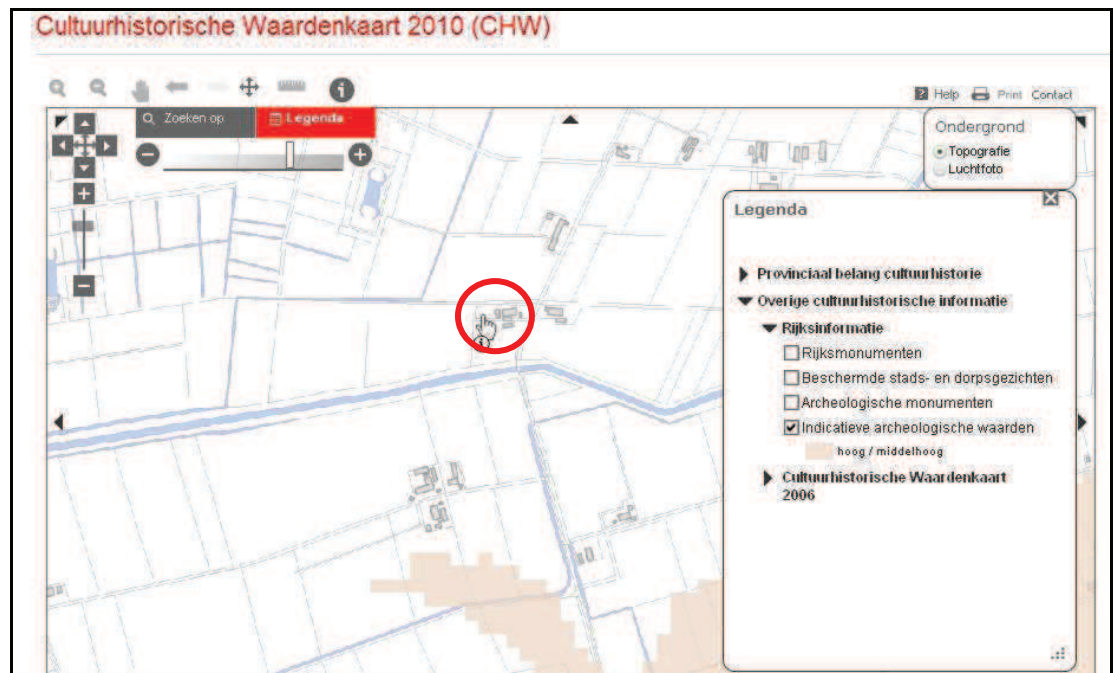 Cultuurhistorische Waardenkaart 2010 (CHW)
? Help Print Contact
Zoeken op Legenda
Ondergrond
Topografie
Luchtfoto
Legenda
Provinciaal belang cultuurhistorie
Overige cultuurhistorische informatie
Rijksinformatie
Rijksmonumenten
Beschermde stads- en dorpsgezichten
Archeologische monumenten
Indicatieve archeologische waarden
hoog / middelhoog
Cultuurhistorische Waardenkaart
2006